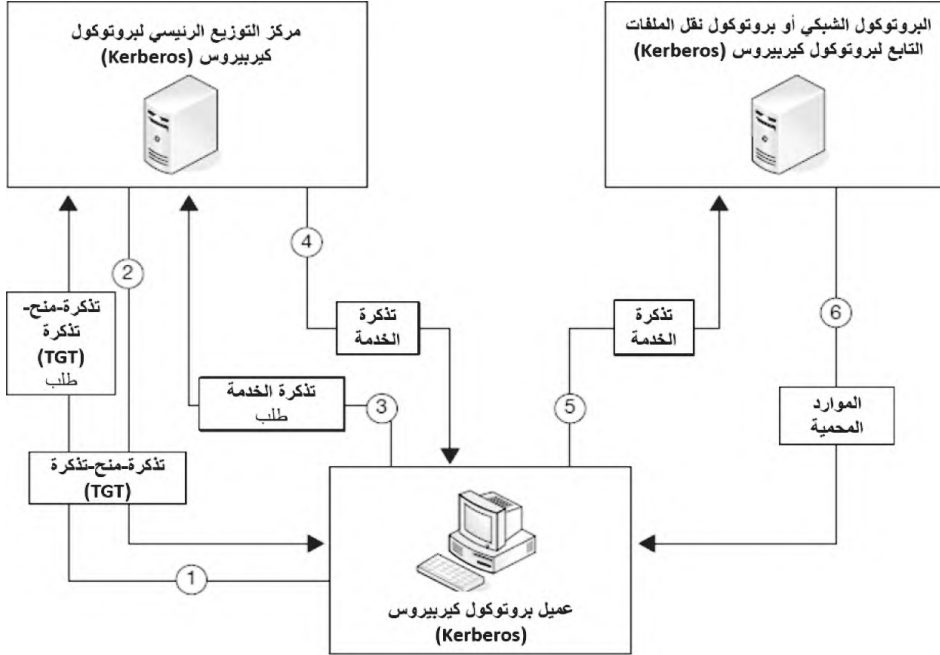 مركز التوزيع الرئيسي لبروتوكول
كيربيروس (Kerberos)
البروتوكول الشبكي أو بروتوكول نقل الملفات
التابع لبروتوكول كيربيروس (Kerberos)
4
2
6
تذكرة-منح-
تذكرة
(TGT)
طلب
تذكرة
الخدمة
تذكرة
الخدمة
تذكرة الخدمة
طلب
3
5
الموارد
المحمية
تذكرة-منح-تذكرة
(TGT)
1
عميل بروتوكول كيربيروس
(Kerberos)